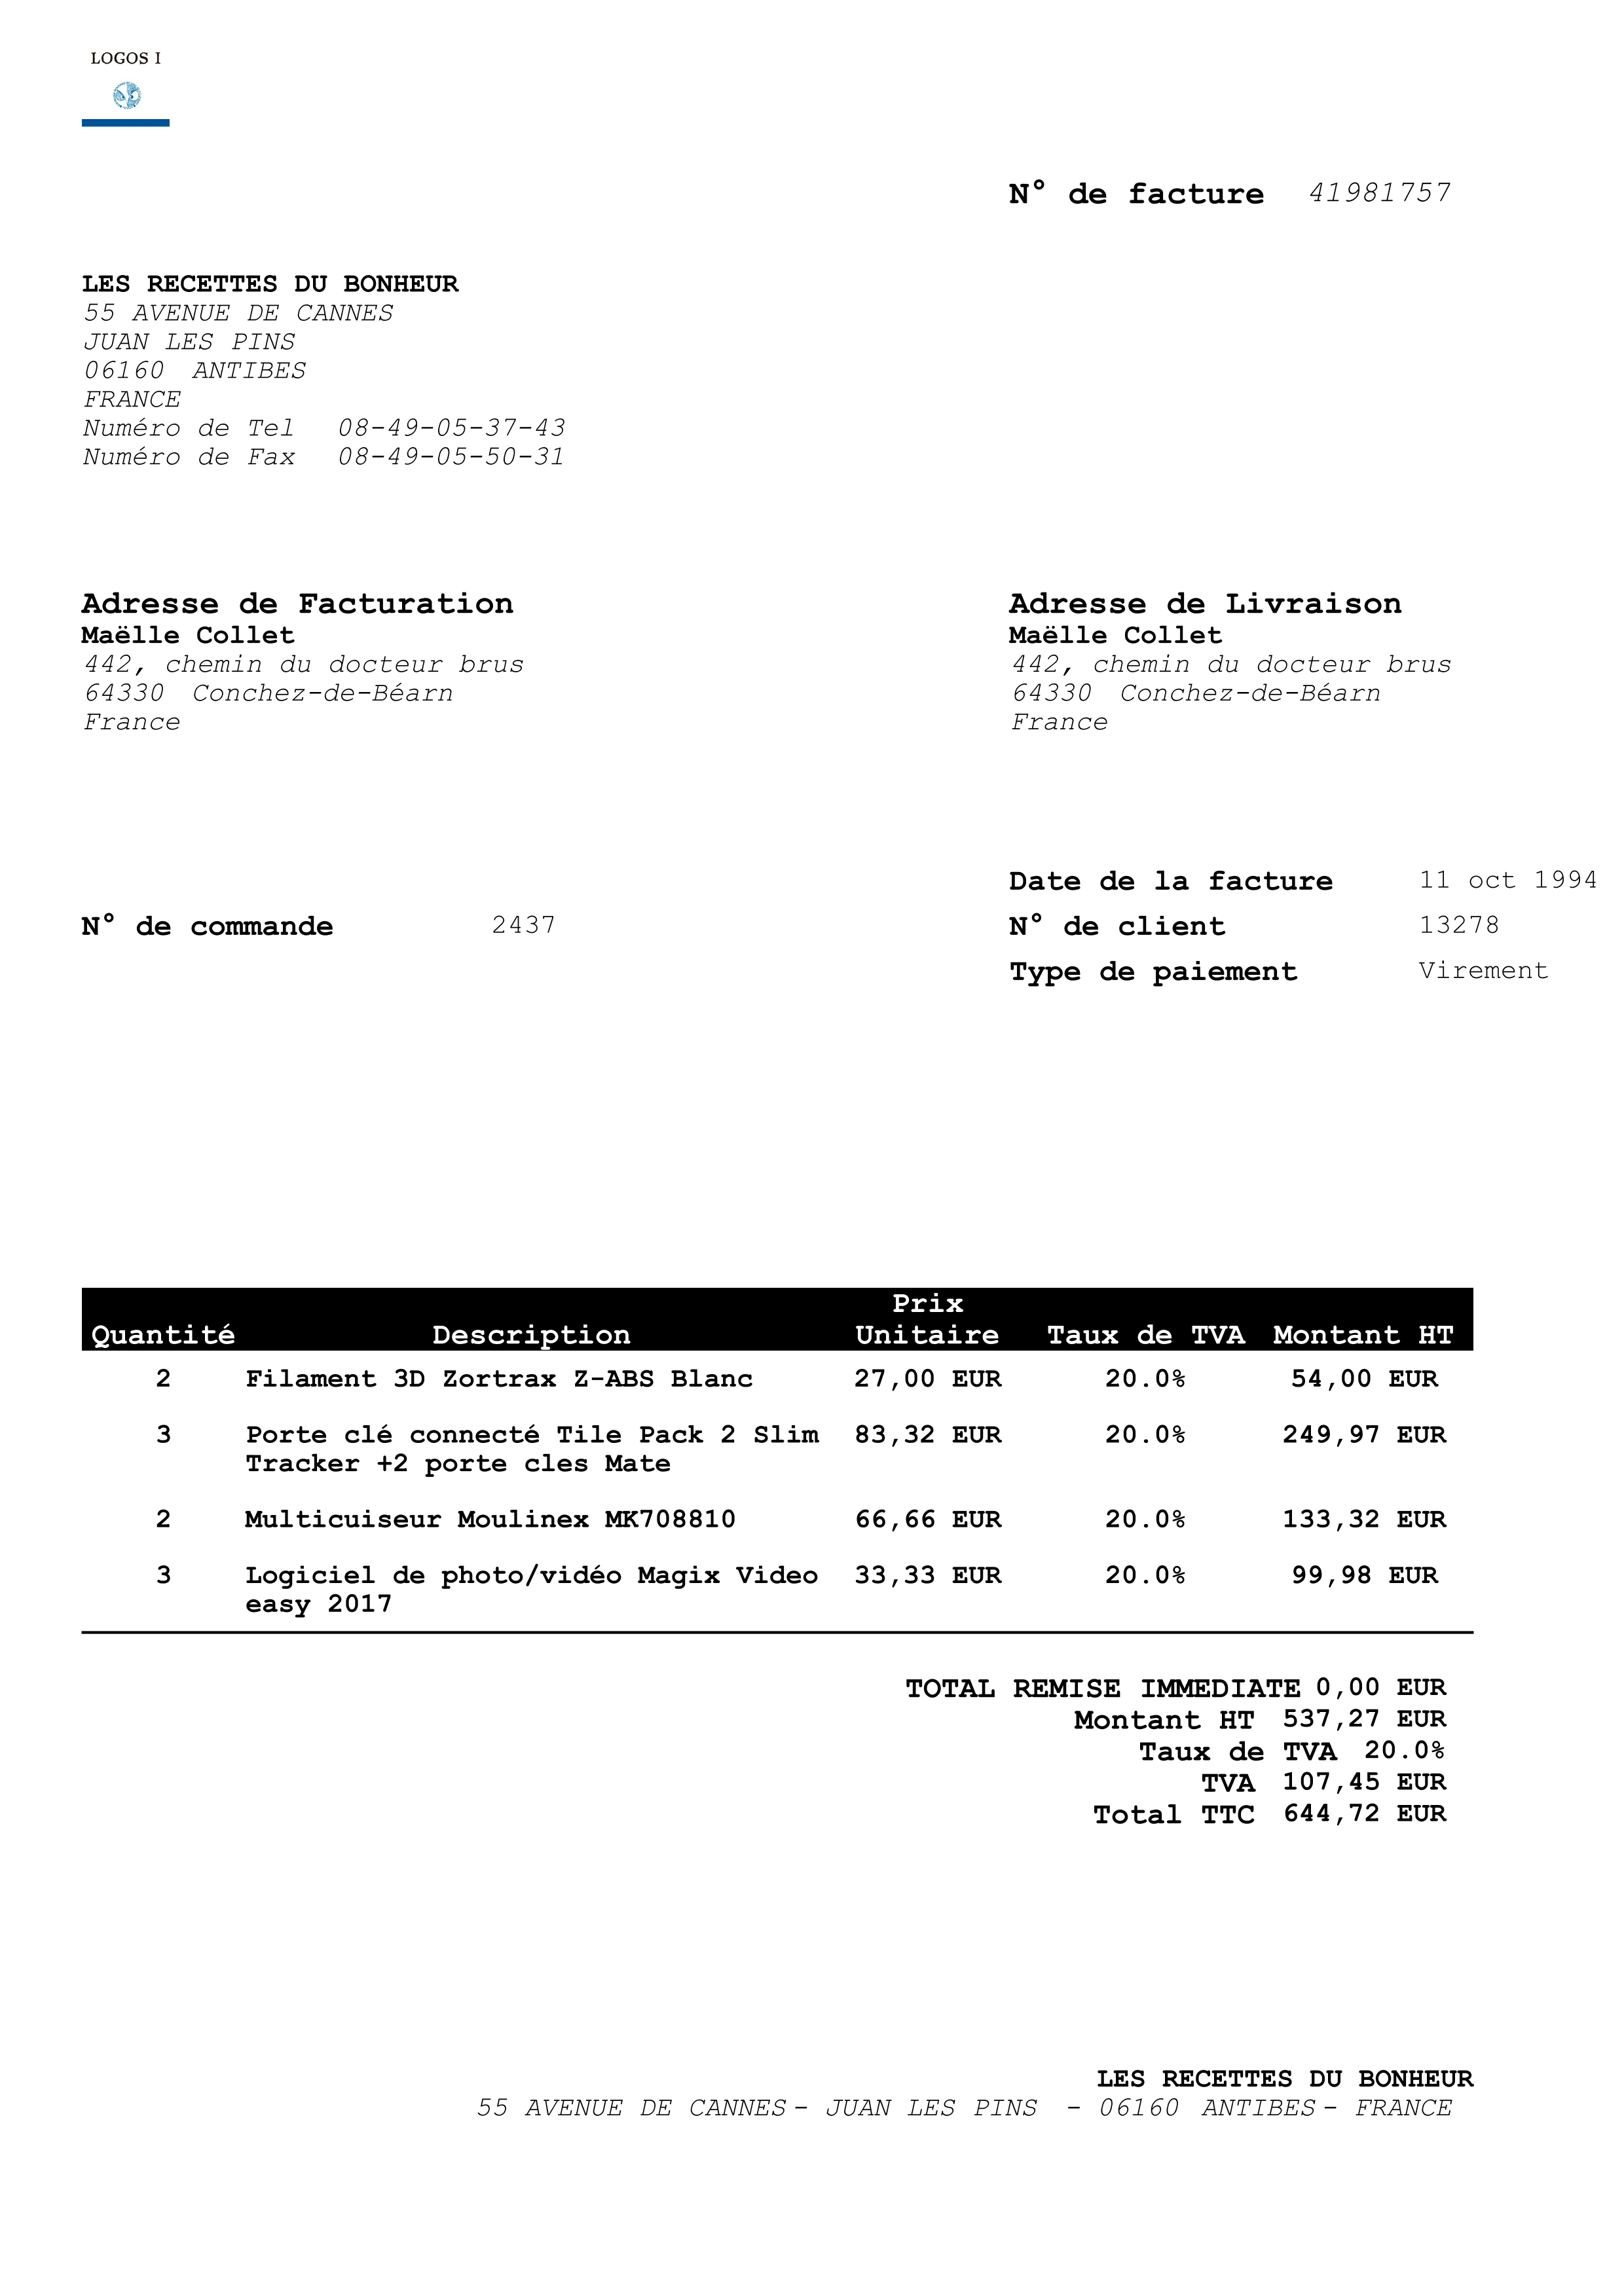 LOGOS I
N° de facture 41981757
LES RECETTES DU BONHEUR
55 AVENUE DE CANNES
JUAN LES PINS
06160 ANTIBES
FRANCE
Numéro de Tel 08-49-05-37-43
Numéro de Fax 08-49-05-50-31
Adresse de Facturation
Maëlle Collet
442, chemin du docteur brus
64330 Conchez-de-Béarn
France
Adresse de Livraison
Maëlle Collet
442, chemin du docteur brus
64330 Conchez-de-Béarn
France
Date de la facture 11 oct 1994
N° de commande 2437
N° de client 13278
Type de paiement Virement
Quantité Description Prix Unitaire Taux de TVA Montant HT
2 Filament 3D Zortrax Z-ABS Blanc 27,00 EUR 20.0% 54,00 EUR
3 Porte clé connecté Tile Pack 2 Slim 83,32 EUR 20.0% 249,97 EUR
Tracker +2 porte cles Mate
2 Multicuiseur Moulinex MK708810 66,66 EUR 20.0% 133,32 EUR
3 Logiciel de photo/vidéo Magix Video 33,33 EUR 20.0% 99,98 EUR
easy 2017
TOTAL REMISE IMMEDIATE 0,00 EUR
Montant HT 537,27 EUR
Taux de TVA 20.0%
TVA 107,45 EUR
Total TTC 644,72 EUR
LES RECETTES DU BONHEUR
55 AVENUE DE CANNES - JUAN LES PINS - 06160 ANTIBES - FRANCE